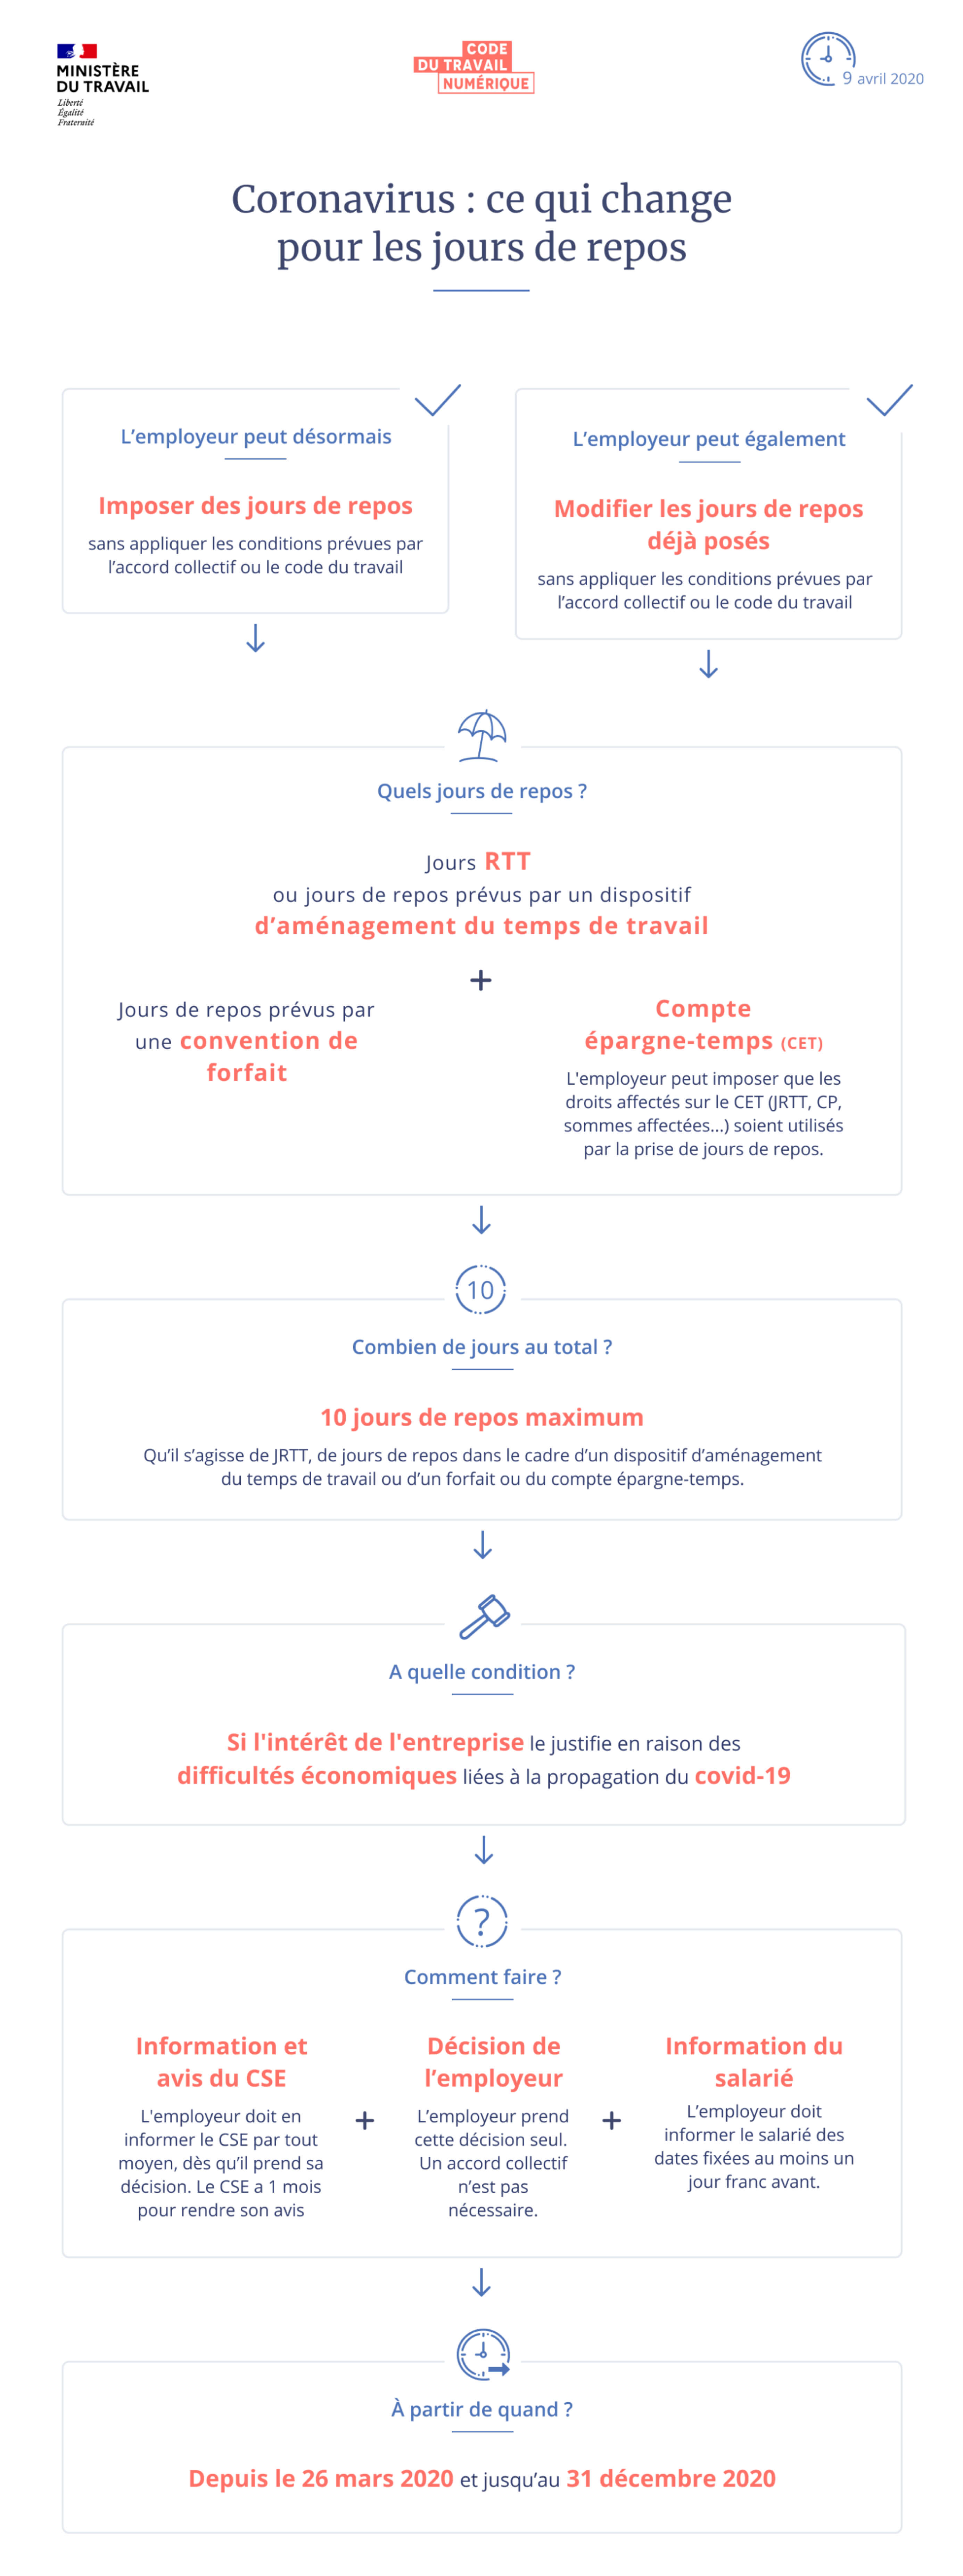 MINISTÈRE
DU TRAVAIL
Liberté
Égalité
Fraternité
CODE
DU TRAVAIL
NUMÉRIQUE
9 avril 2020
Coronavirus : ce qui change
pour les jours de repos
L’employeur peut désormais
Imposer des jours de repos
sans appliquer les conditions prévues par
l’accord collectif ou le code du travail
L’employeur peut également
Modifier les jours de repos
déjà posés
sans appliquer les conditions prévues par
l’accord collectif ou le code du travail
Quels jours de repos ?
Jours RTT
ou jours de repos prévus par un dispositif
d’aménagement du temps de travail
+
Jours de repos prévus par
une convention de
forfait
Compte
épargne-temps (CET)
L'employeur peut imposer que les
droits affectés sur le CET (JRTT, CP,
sommes affectées...) soient utilisés
par la prise de jours de repos.
10
Combien de jours au total ?
10 jours de repos maximum
Qu’il s’agisse de JRTT, de jours de repos dans le cadre d’un dispositif d’aménagement
du temps de travail ou d’un forfait ou du compte épargne-temps.
A quelle condition ?
Si l'intérêt de l'entreprise le justifie en raison des
difficultés économiques liées à la propagation du covid-19
?
Comment faire ?
Information et
avis du CSE
L'employeur doit en
informer le CSE par tout
moyen, dès qu’il prend sa
décision. Le CSE a 1 mois
pour rendre son avis
+
Décision de
l’employeur
L’employeur prend
cette décision seul.
Un accord collectif
n’est pas
nécessaire.
+
Information du
salarié
L’employeur doit
informer le salarié des
dates fixées au moins un
jour franc avant.
À partir de quand ?
Depuis le 26 mars 2020 et jusqu’au 31 décembre 2020